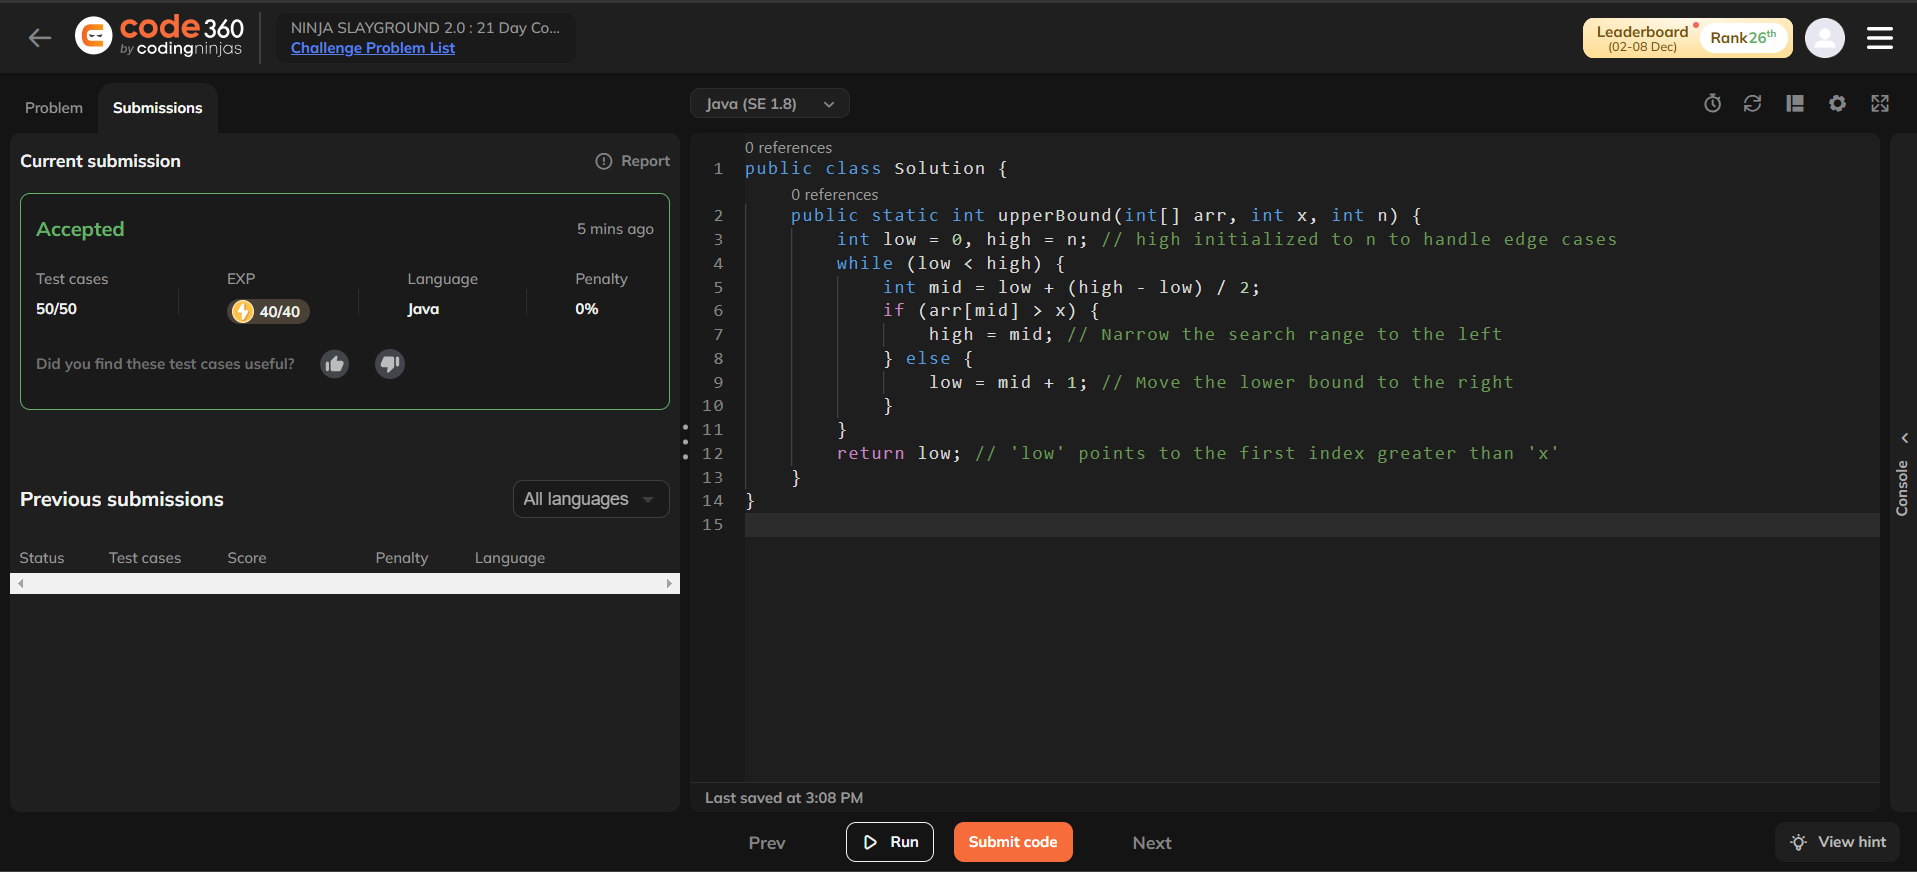 code 360
by codingninjas
NINJA SLAYGROUND 2.0 : 21 Day Co...
Challenge Problem List
Leaderboard
(02-08 Dec)
Rank 26th
Problem
Submissions
Java (SE 1.8)
Current submission
Report
Accepted
5 mins ago
Test cases
EXP
Language
Penalty
50/50
40/40
Java
0%
Did you find these test cases useful?
Previous submissions
All languages
Status
Test cases
Score
Penalty
Language
0 references
1 public class Solution {
0 references
2 public static int upperBound(int[] arr, int x, int n) {
3 int low = 0, high = n; // high initialized to n to handle edge cases
4 while (low < high) {
5 int mid = low + (high - low) / 2;
6 if (arr[mid] > x) {
7 high = mid; // Narrow the search range to the left
8 } else {
9 low = mid + 1; // Move the lower bound to the right
10 }
11 }
12 return low; // 'low' points to the first index greater than 'x'
13 }
14 }
15
Console
Last saved at 3:08 PM
Prev
Run
Submit code
Next
View hint